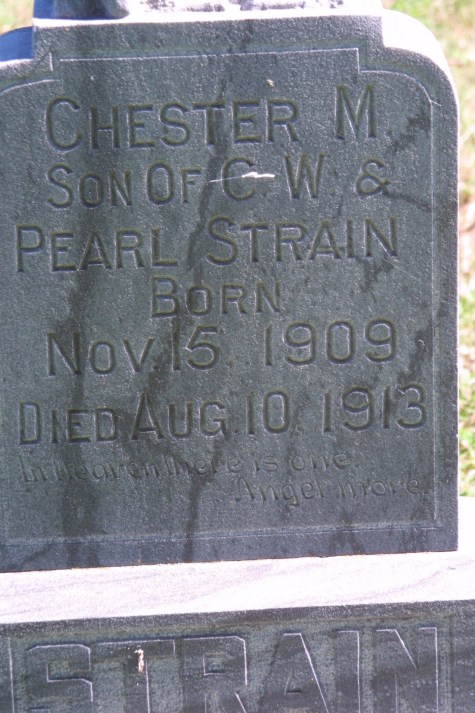 CHESTER M.
SON OF C. W. &
PEARL STRAIN
BORN
NOV. 15. 1909
DIED AUG. 10. 1913
In heaven there is one
Angel more.
STRAIN